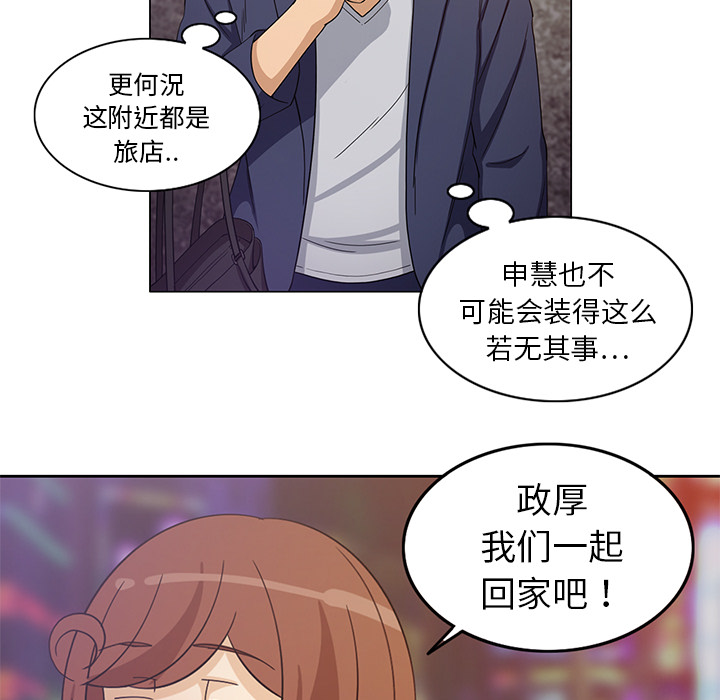 更何況
这附近都是
旅店..
申慧也不
可能会装得这么
若无其事...
政厚
我们一起
回家吧！